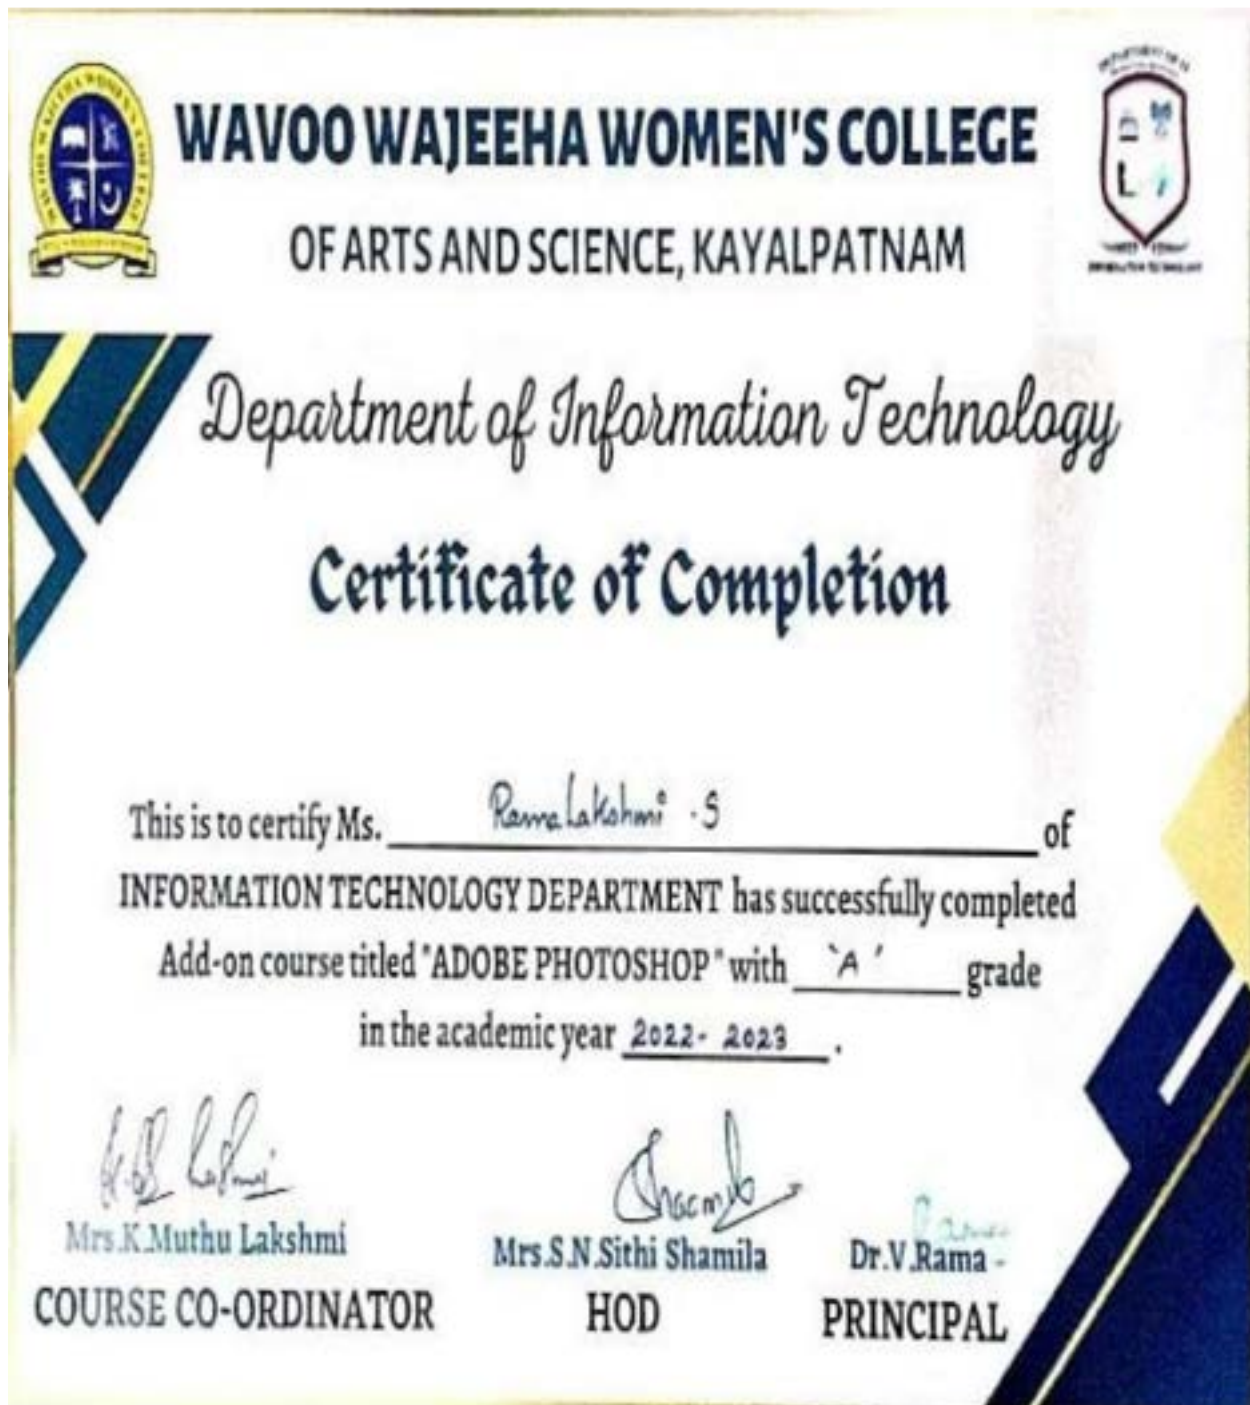 WAVOO WAJEEHA WOMEN'S COLLEGE
OF ARTS AND SCIENCE, KAYALPATNAM
Department of Information Technology
Certificate of Completion
This is to certify Ms. Rama Lakshmi . S of
INFORMATION TECHNOLOGY DEPARTMENT has successfully completed
Add-on course titled "ADOBE PHOTOSHOP" with 'A' grade
in the academic year 2022- 2023 .
Mrs.K.Muthu Lakshmi
COURSE CO-ORDINATOR
Mrs.S.N.Sithi Shamila
HOD
Dr.V.Rama -
PRINCIPAL